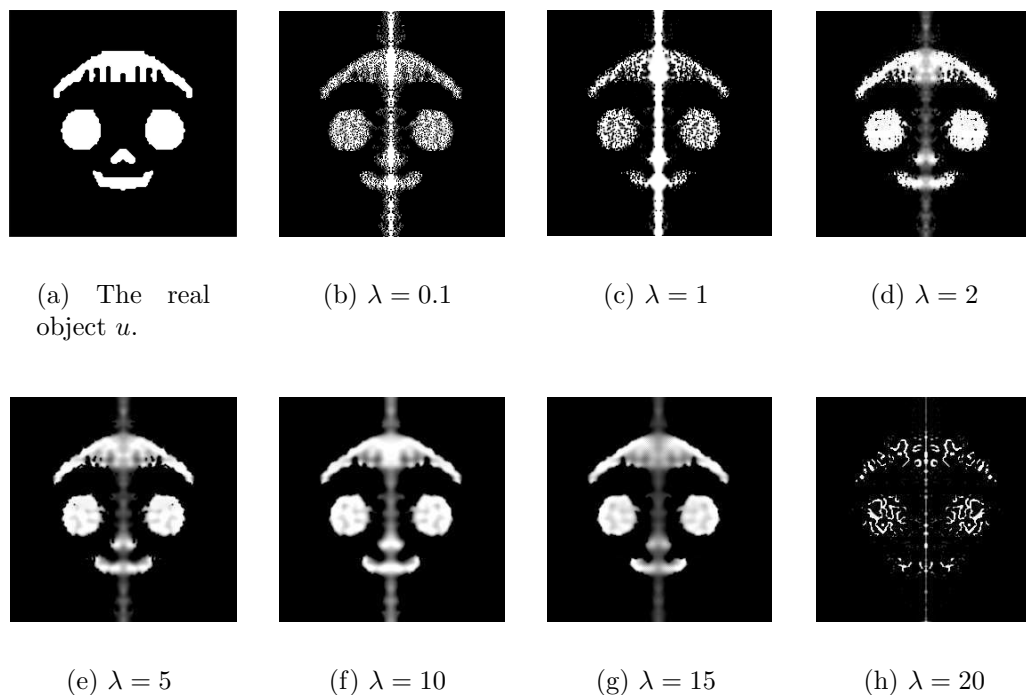 (a) The real
object u.
(b) λ = 0.1
(c) λ = 1
(d) λ = 2
(e) λ = 5
(f) λ = 10
(g) λ = 15
(h) λ = 20